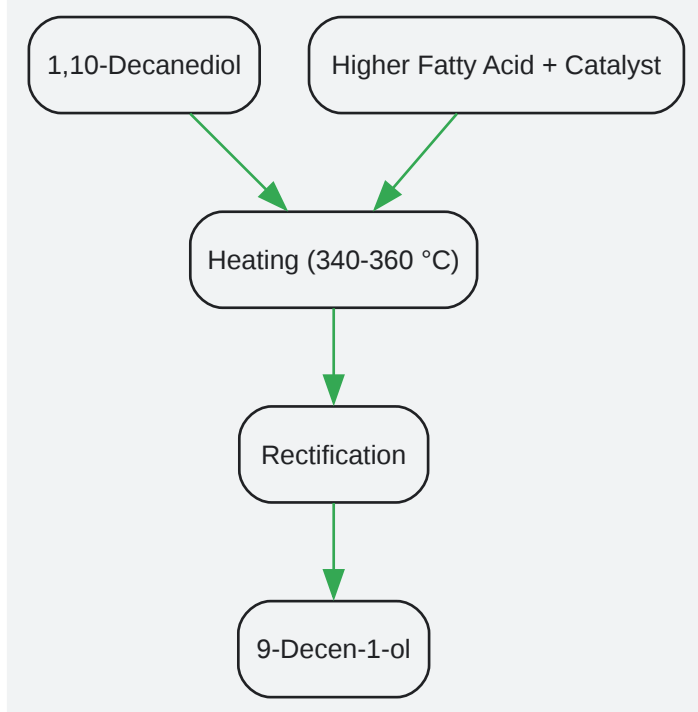 1,10-Decanediol
Higher Fatty Acid + Catalyst
Heating (340-360 °C)
Rectification
9-Decen-1-ol